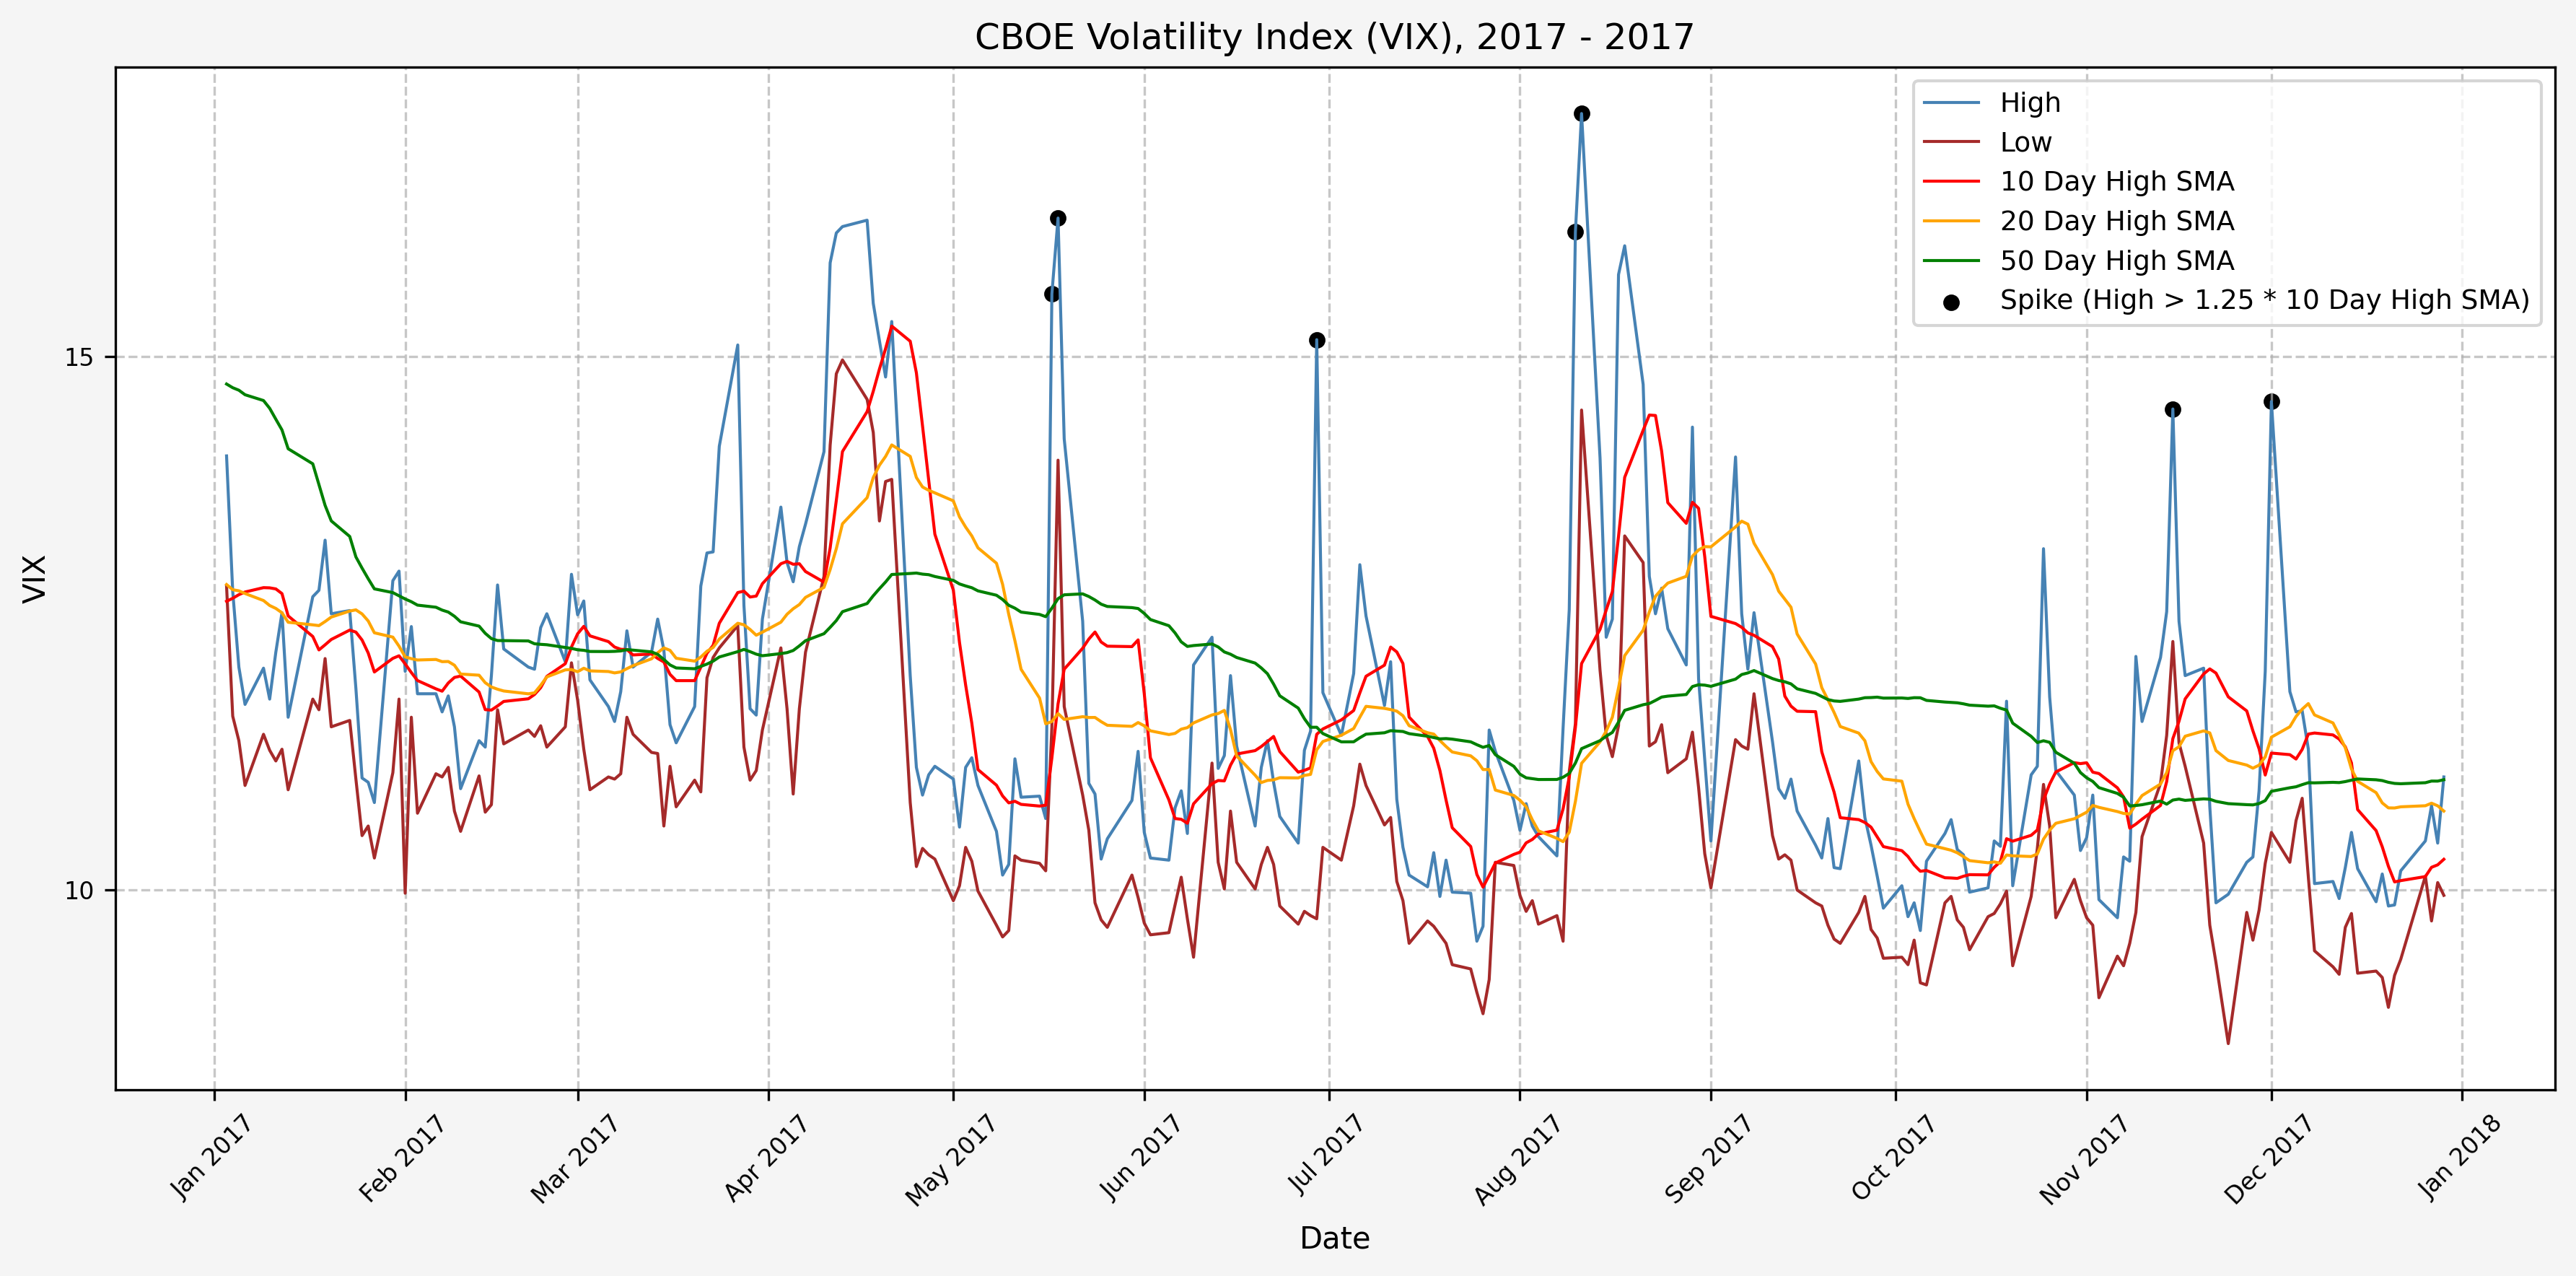 CBOE Volatility Index (VIX), 2017 - 2017
High
Low
10 Day High SMA
20 Day High SMA
50 Day High SMA
Spike (High > 1.25 * 10 Day High SMA)
VIX
15
10
Jan 2017
Feb 2017
Mar 2017
Apr 2017
May 2017
Jun 2017
Jul 2017
Aug 2017
Sep 2017
Oct 2017
Nov 2017
Dec 2017
Jan 2018
Date